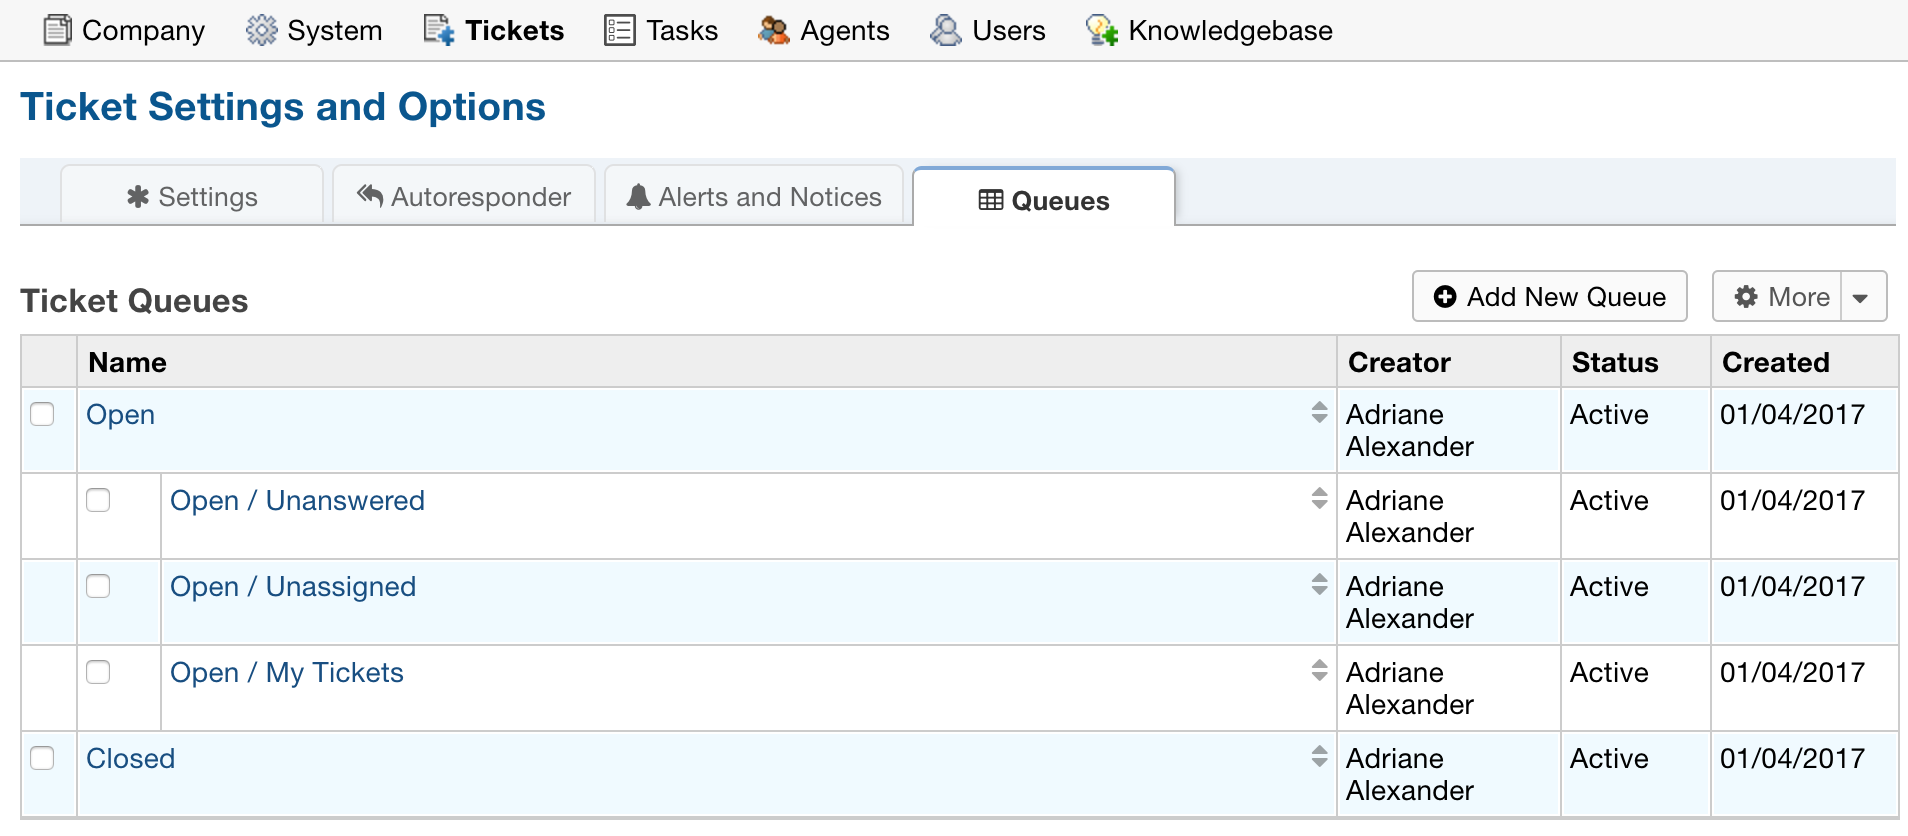 Company System Tickets Tasks Agents Users Knowledgebase
Ticket Settings and Options
Settings Autoresponder Alerts and Notices Queues
Ticket Queues Add New Queue More
Name Creator Status Created
Open Adriane Alexander Active 01/04/2017
Open / Unanswered Adriane Alexander Active 01/04/2017
Open / Unassigned Adriane Alexander Active 01/04/2017
Open / My Tickets Adriane Alexander Active 01/04/2017
Closed Adriane Alexander Active 01/04/2017